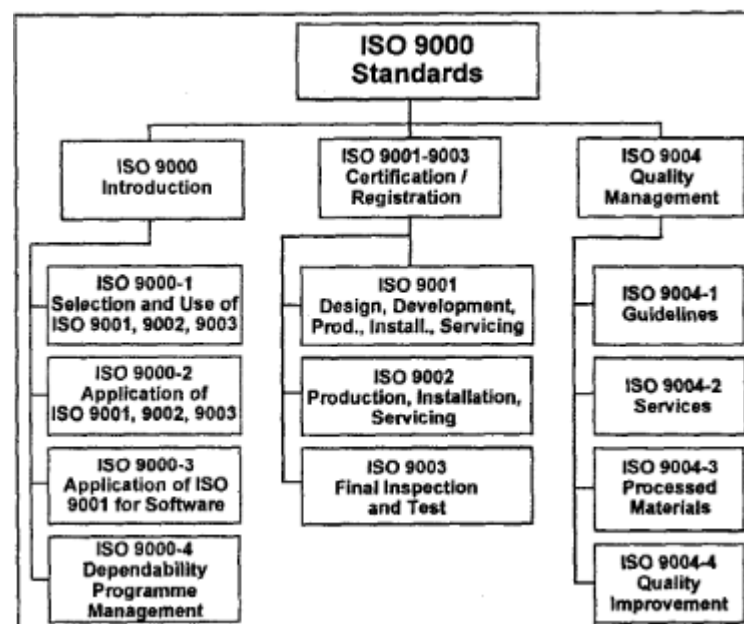 ISO 9000
Standards
ISO 9000
Introduction
ISO 9001-9003
Certification /
Registration
ISO 9004
Quality
Management
ISO 9000-1
Selection and Use of
ISO 9001, 9002, 9003
ISO 9000-2
Application of
ISO 9001, 9002, 9003
ISO 9000-3
Application of ISO
9001 for Software
ISO 9000-4
Dependability
Programme
Management
ISO 9001
Design, Development,
Prod., Install., Servicing
ISO 9002
Production, Installation,
Servicing
ISO 9003
Final Inspection
and Test
ISO 9004-1
Guidelines
ISO 9004-2
Services
ISO 9004-3
Processed
Materials
ISO 9004-4
Quality
Improvement